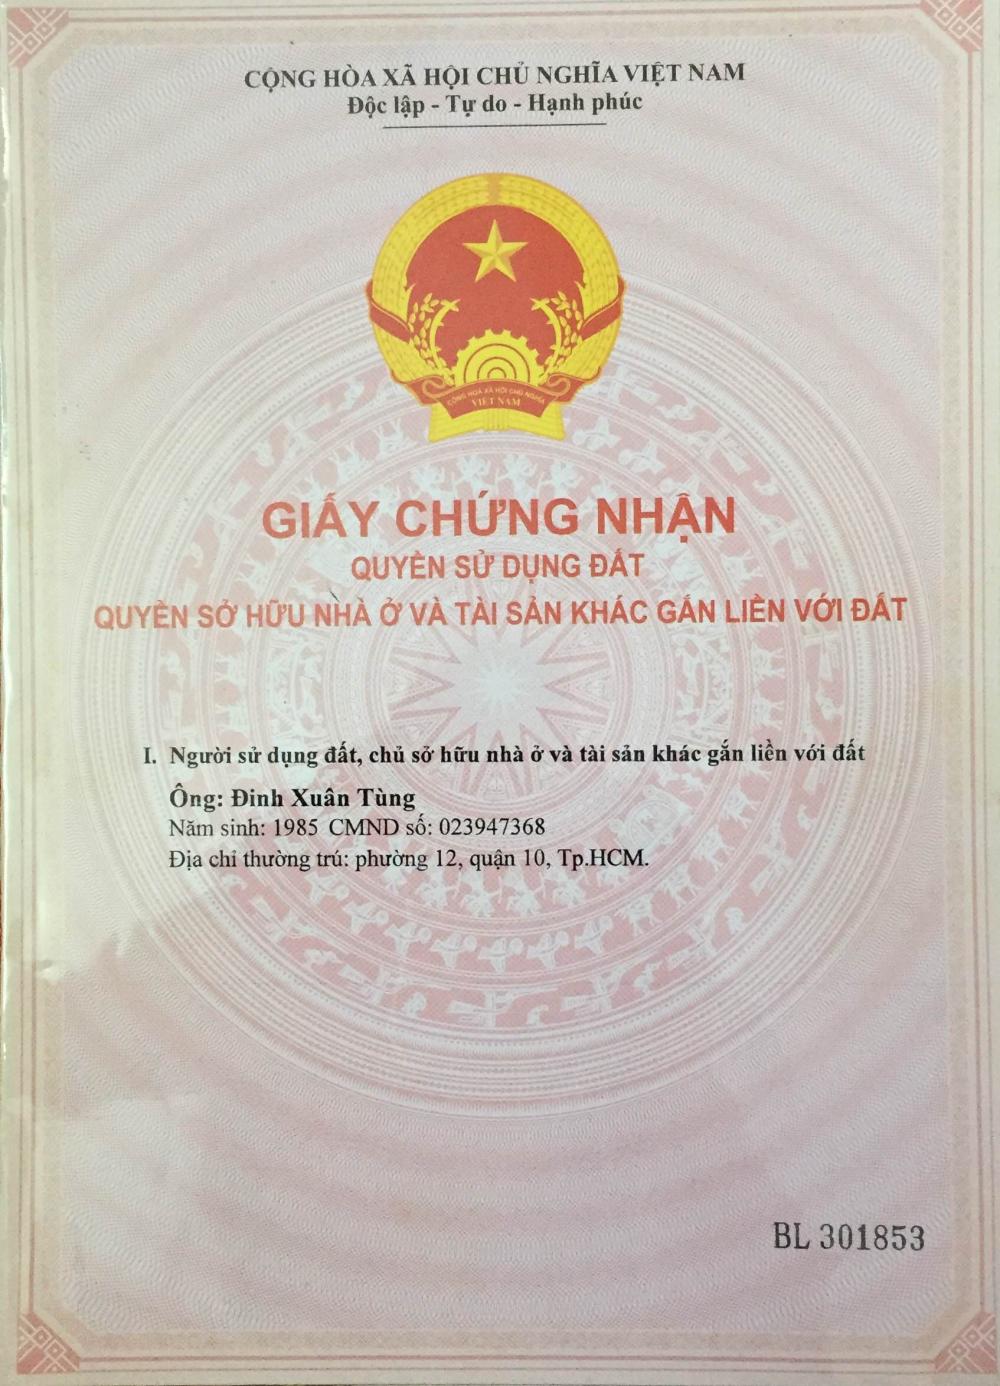 CỘNG HÒA XÃ HỘI CHỦ NGHĨA VIỆT NAM
Độc lập - Tự do - Hạnh phúc
CỘNG HOÀ XÃ HỘI CHỦ NGHĨA
VIỆT NAM
GIẤY CHỨNG NHẬN
QUYỀN SỬ DỤNG ĐẤT
QUYỀN SỞ HỮU NHÀ Ở VÀ TÀI SẢN KHÁC GẮN LIỀN VỚI ĐẤT
I. Người sử dụng đất, chủ sở hữu nhà ở và tài sản khác gắn liền với đất
Ông: Đinh Xuân Tùng
Năm sinh: 1985 CMND số: 023947368
Địa chỉ thường trú: phường 12, quận 10, Tp.HCM.
BL 301853